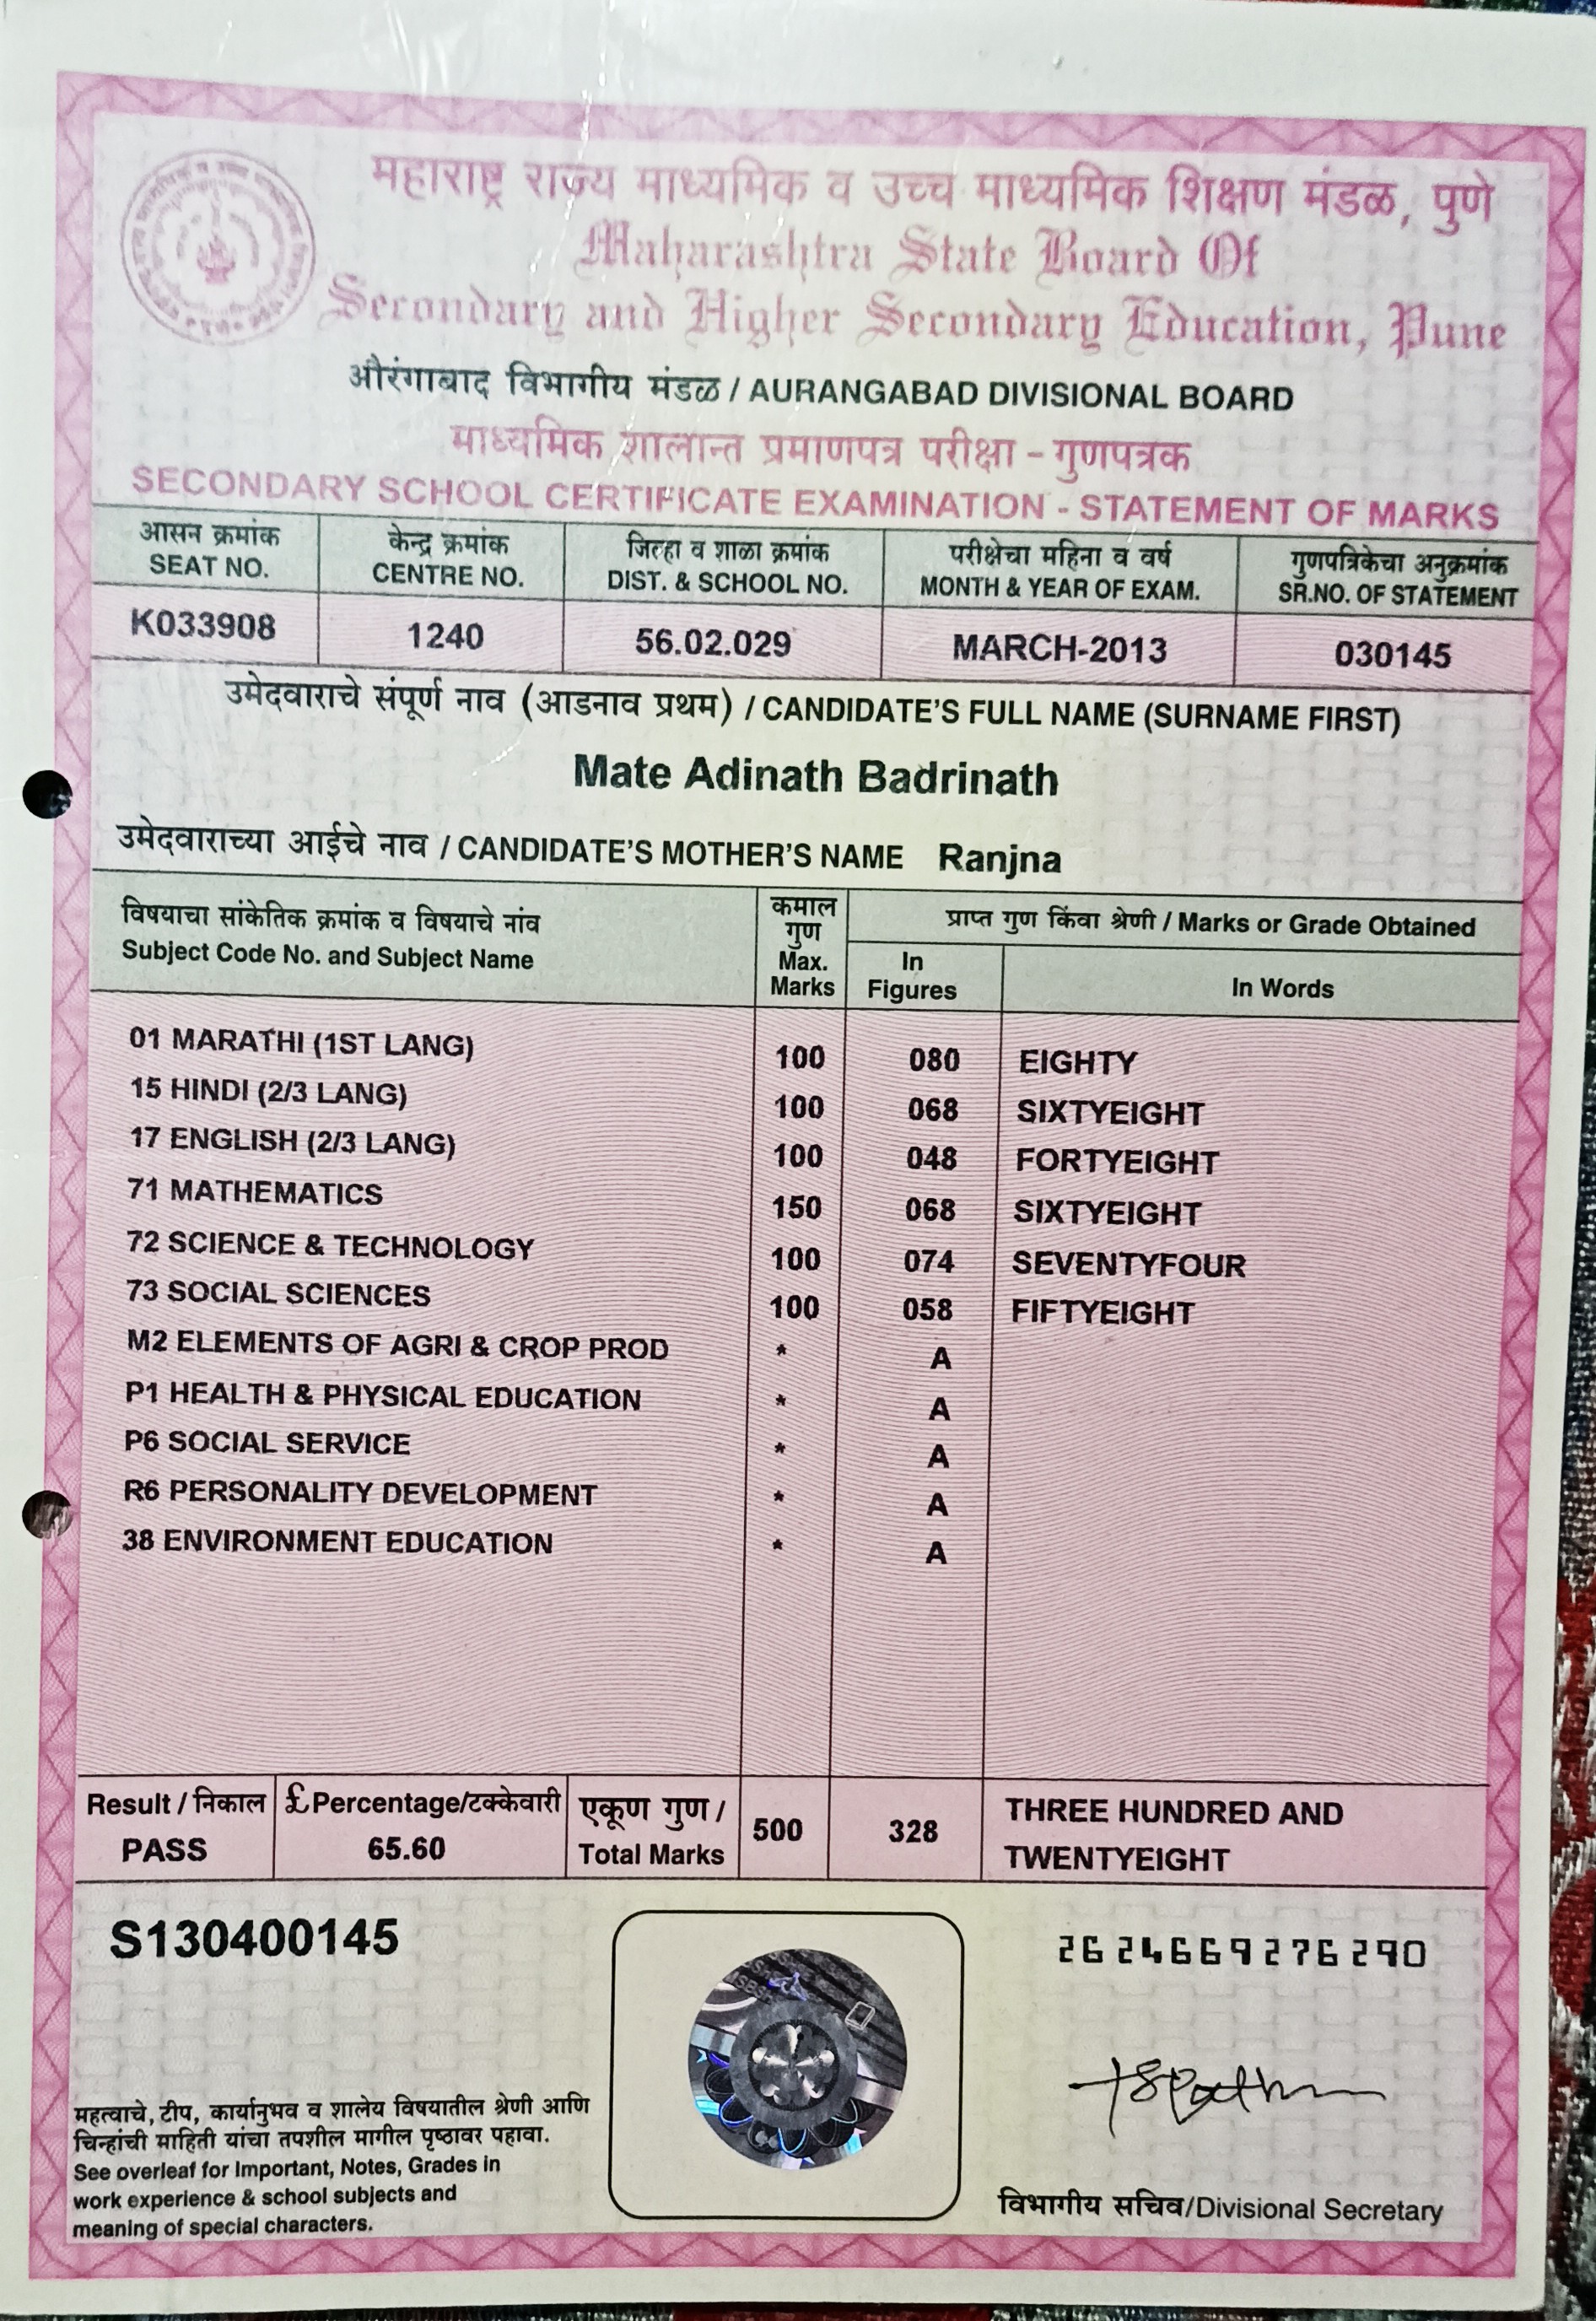 महाराष्ट्र राज्य माध्यमिक व उच्च माध्यमिक शिक्षण मंडळ, पुणे
Maharashtra State Board Of
Secondary and Higher Secondary Education, Pune
औरंगाबाद विभागीय मंडळ / AURANGABAD DIVISIONAL BOARD
माध्यमिक शालान्त प्रमाणपत्र परीक्षा - गुणपत्रक
SECONDARY SCHOOL CERTIFICATE EXAMINATION - STATEMENT OF MARKS
आसन क्रमांक केन्द्र क्रमांक जिल्हा व शाळा क्रमांक परीक्षेचा महिना व वर्ष गुणपत्रिकेचा अनुक्रमांक
SEAT NO. CENTRE NO. DIST. & SCHOOL NO. MONTH & YEAR OF EXAM. SR.NO. OF STATEMENT
K033908 1240 56.02.029 MARCH-2013 030145
उमेदवाराचे संपूर्ण नाव (आडनाव प्रथम) / CANDIDATE'S FULL NAME (SURNAME FIRST)
Mate Adinath Badrinath
उमेदवाराच्या आईचे नाव / CANDIDATE'S MOTHER'S NAME Ranjna
विषयाचा सांकेतिक क्रमांक व विषयाचे नांव
Subject Code No. and Subject Name
कमाल
गुण
Max.
Marks
प्राप्त गुण किंवा श्रेणी / Marks or Grade Obtained
In
Figures
In Words
01 MARATHI (1ST LANG) 100 080 EIGHTY
15 HINDI (2/3 LANG) 100 068 SIXTYEIGHT
17 ENGLISH (2/3 LANG) 100 048 FORTYEIGHT
71 MATHEMATICS 150 068 SIXTYEIGHT
72 SCIENCE & TECHNOLOGY 100 074 SEVENTYFOUR
73 SOCIAL SCIENCES 100 058 FIFTYEIGHT
M2 ELEMENTS OF AGRI & CROP PROD * A
P1 HEALTH & PHYSICAL EDUCATION * A
P6 SOCIAL SERVICE * A
R6 PERSONALITY DEVELOPMENT * A
38 ENVIRONMENT EDUCATION * A
Result / निकाल £ Percentage/टक्केवारी एकूण गुण /
PASS 65.60 Total Marks 500 328 THREE HUNDRED AND
TWENTYEIGHT
S130400145
2624669276290
महत्वाचे, टीप, कार्यानुभव व शालेय विषयातील श्रेणी आणि
चिन्हांची माहिती यांचा तपशील मागील पृष्ठावर पहावा.
See overleaf for Important, Notes, Grades in
work experience & school subjects and
meaning of special characters.
विभागीय सचिव/Divisional Secretary